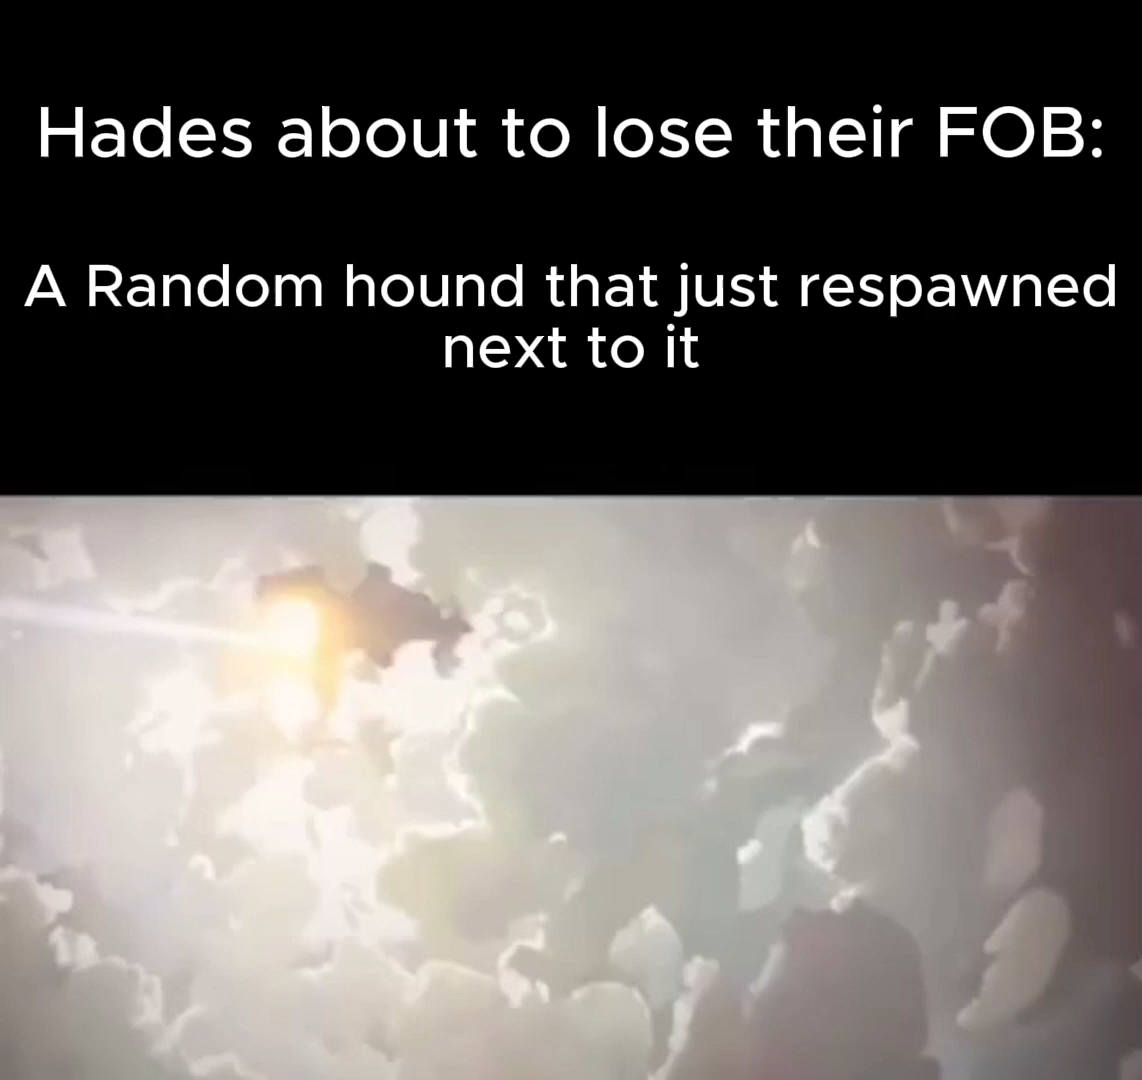 Hades about to lose their FOB:
A Random hound that just respawned
next to it